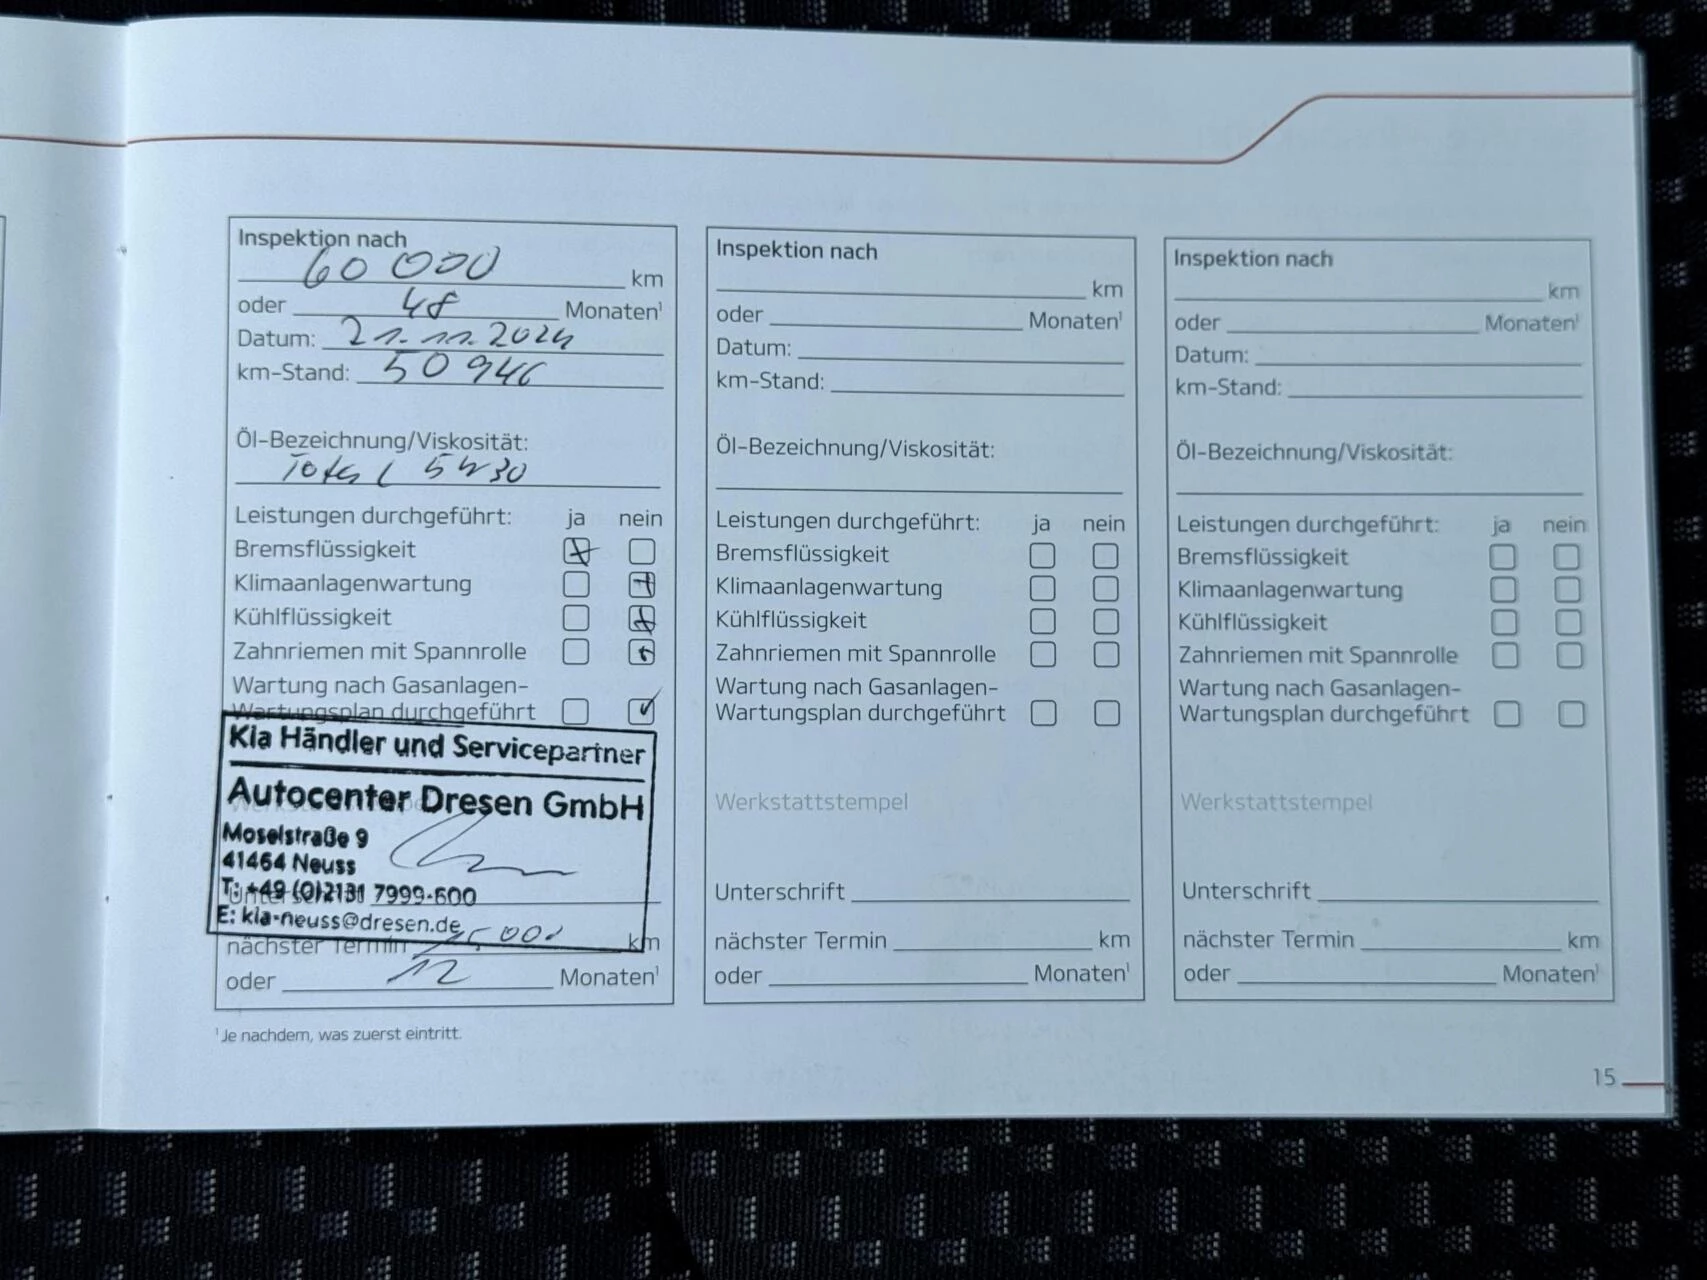 Inspektion nach
60 000 km
oder 48 Monaten¹
Datum: 21.11.2024
km-Stand: 50946
Öl-Bezeichnung/Viskosität:
Total 5W30
Leistungen durchgeführt: ja nein
Bremsflüssigkeit
Klimaanlagenwartung
Kühlflüssigkeit
Zahnriemen mit Spannrolle
Wartung nach Gasanlagen-
Wartungsplan durchgeführt
Kia Händler und Servicepartner
Autocenter Dresen GmbH
Moselstraße 9
41464 Neuss
T: +49 (0)2131 7999-600
E: kia-neuss@dresen.de
nächster Termin km
oder 12 Monaten¹
Inspektion nach
km
oder Monaten¹
Datum:
km-Stand:
Öl-Bezeichnung/Viskosität:
Leistungen durchgeführt: ja nein
Bremsflüssigkeit
Klimaanlagenwartung
Kühlflüssigkeit
Zahnriemen mit Spannrolle
Wartung nach Gasanlagen-
Wartungsplan durchgeführt
Werkstattstempel
Unterschrift
nächster Termin km
oder Monaten¹
Inspektion nach
km
oder Monaten¹
Datum:
km-Stand:
Öl-Bezeichnung/Viskosität:
Leistungen durchgeführt: ja nein
Bremsflüssigkeit
Klimaanlagenwartung
Kühlflüssigkeit
Zahnriemen mit Spannrolle
Wartung nach Gasanlagen-
Wartungsplan durchgeführt
Werkstattstempel
Unterschrift
nächster Termin km
oder Monaten¹
¹ Je nachdem, was zuerst eintritt.
15